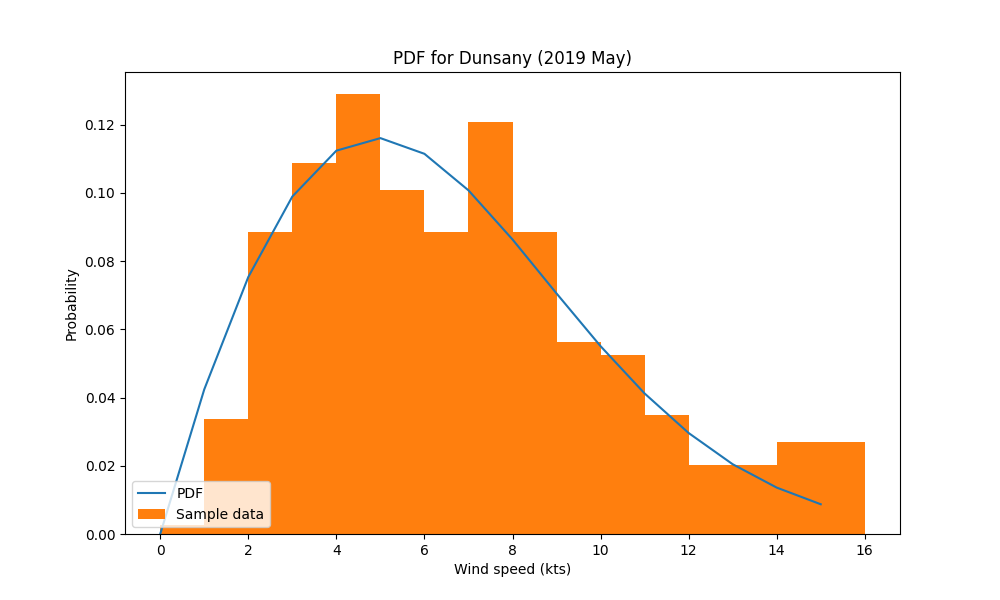 PDF for Dunsany (2019 May)
0.12
0.10
0.08
0.06
0.04
0.02
0.00
Probability
PDF
Sample data
0 2 4 6 8 10 12 14 16
Wind speed (kts)